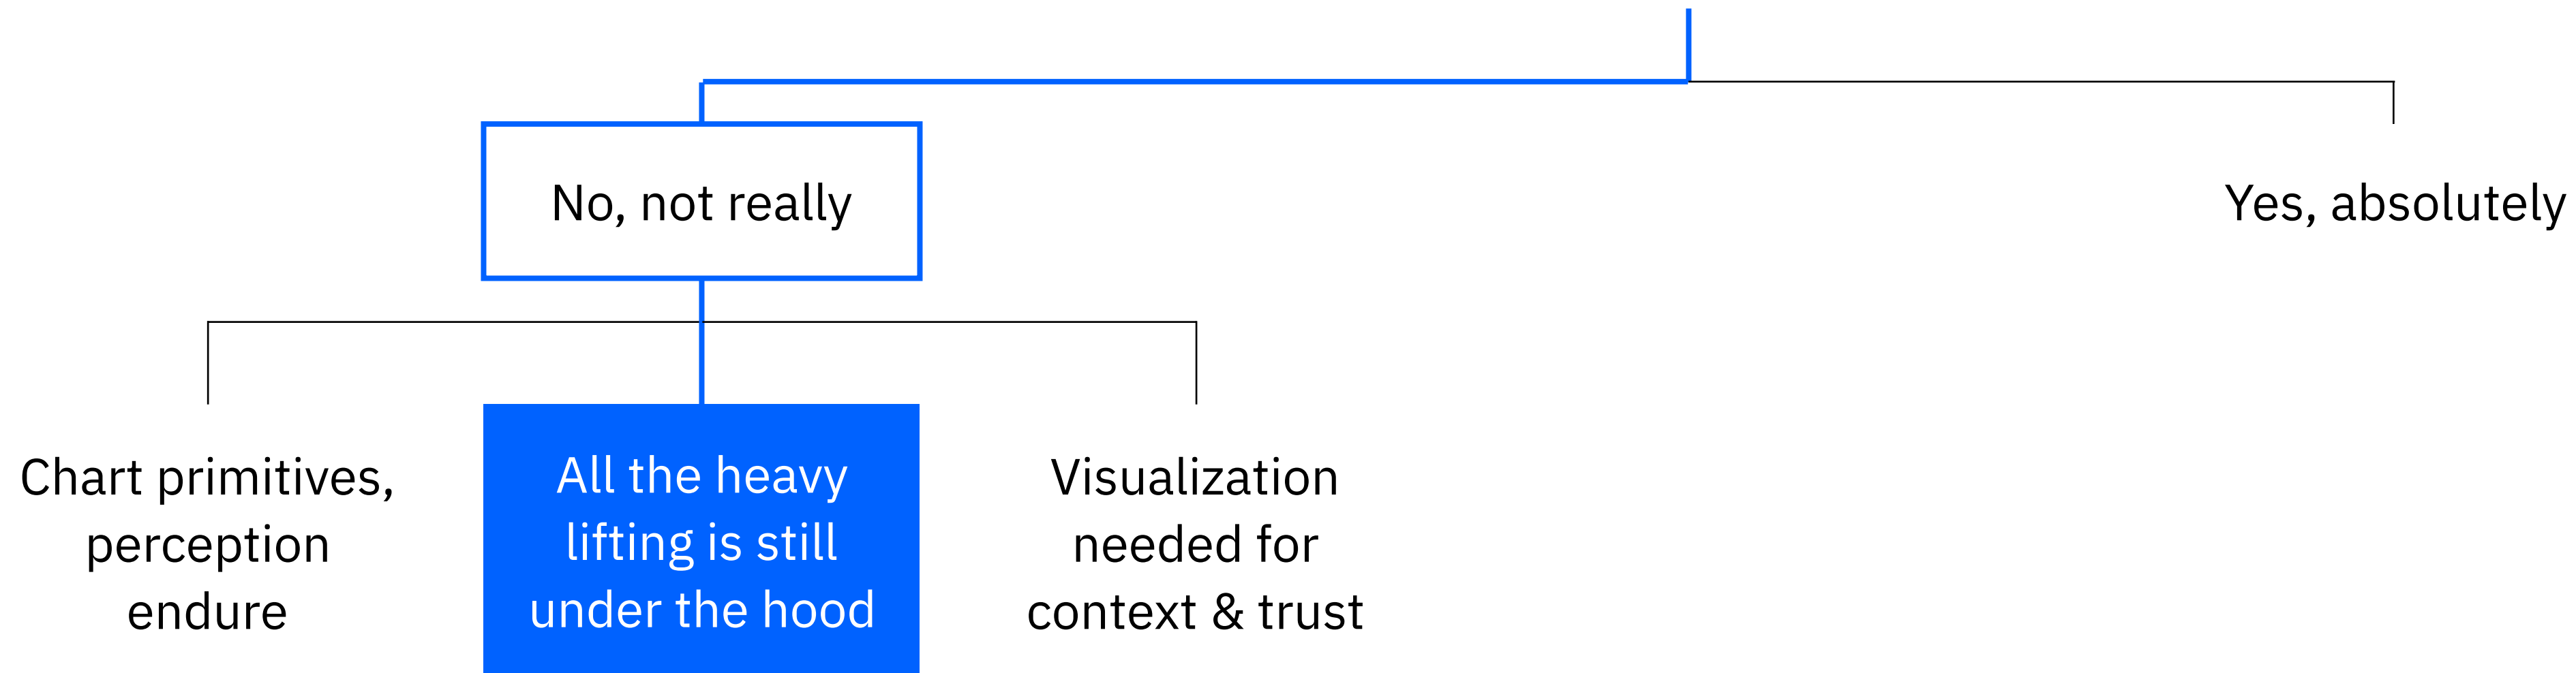 No, not really
Yes, absolutely
Chart primitives,
perception
endure
All the heavy
lifting is still
under the hood
Visualization
needed for
context & trust